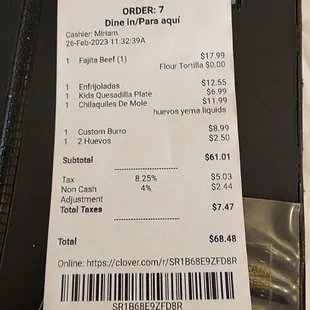 ORDER: 7
Dine in/Para aquí
Cashier: Miriam
26-Feb-2023 11:32:39A
1 Fajita Beef (1) $17.99
Flour Tortilla $0.00
1 Enfrijoladas $12.55
1 Kids Quesadilla Plate $6.99
1 Chilaquiles De Mole $11.99
huevos yema liquids
1 Custom Burro $8.99
1 2 Huevos $2.50
Subtotal $61.01
Tax 8.25% $5.03
Non Cash 4% $2.44
Adjustment
Total Taxes $7.47
Total $68.48
Online: https://clover.com/r/SR1B68E9ZFD8R
SR1B68E9ZFD8R